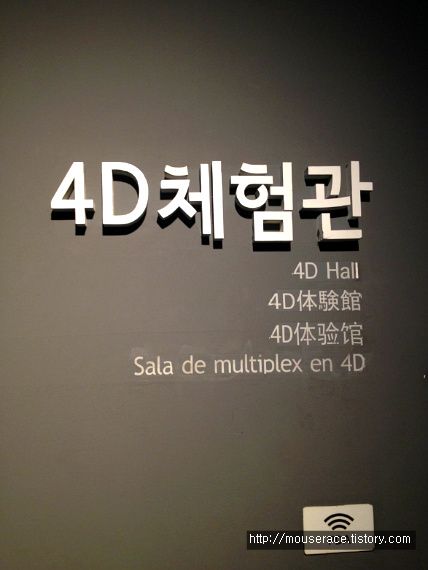 4D체험관
4D Hall
4D体験館
4D体验馆
Sala de multiplex en 4D
http://mouserace.tistory.com